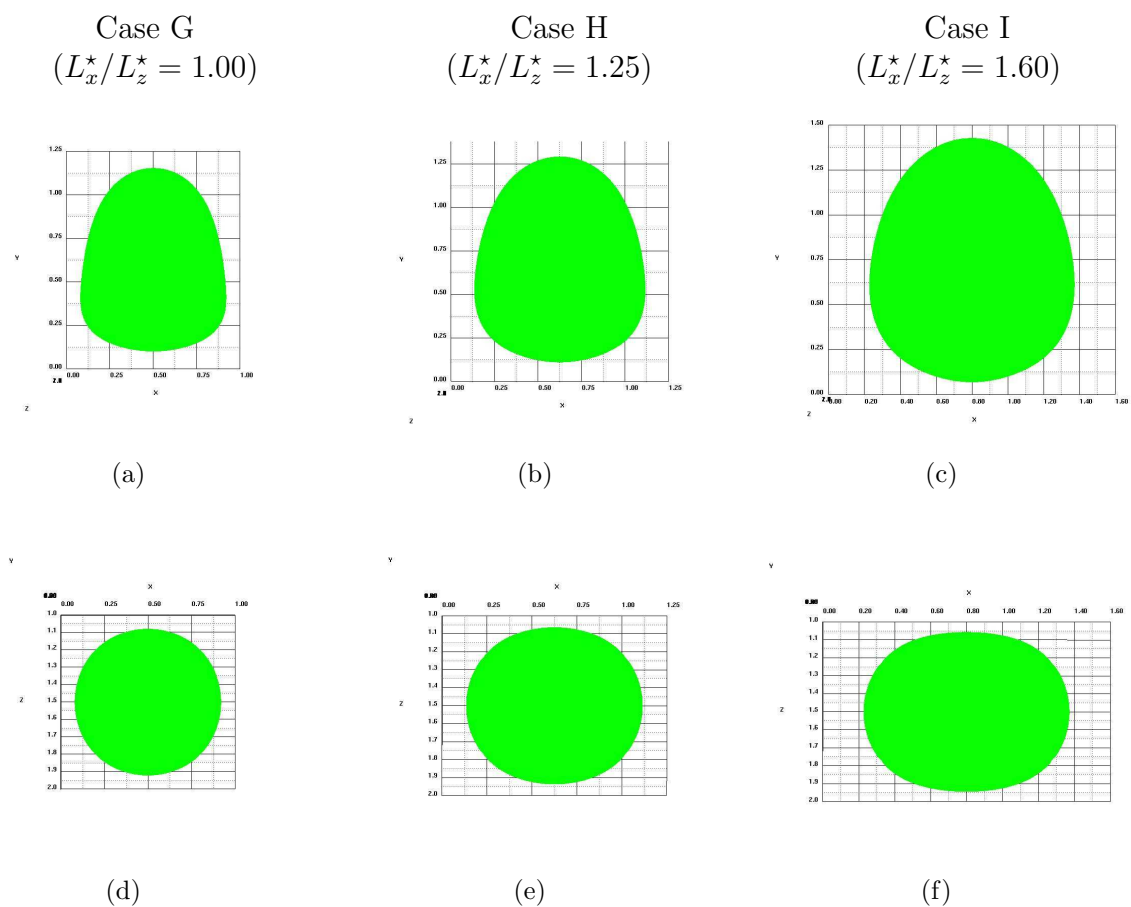 Case G
Case H
Case I
(L⋆x/L⋆z = 1.00)
(L⋆x/L⋆z = 1.25)
(L⋆x/L⋆z = 1.60)
1.25
1.00
0.75
0.50
0.25
0.00
0.00 0.25 0.50 0.75 1.00
Y
X
Z
1.25
1.00
0.75
0.50
0.25
0.00
0.00 0.25 0.50 0.75 1.00 1.25
Y
X
Z
1.50
1.25
1.00
0.75
0.50
0.25
0.00
0.00 0.20 0.40 0.60 0.80 1.00 1.20 1.40 1.60
Y
X
Z
(a)
(b)
(c)
Y
X
0.00 0.25 0.50 0.75 1.00
1.0
1.1
1.2
1.3
1.4
1.5
1.6
1.7
1.8
1.9
2.0
Z
Y
X
0.00 0.25 0.50 0.75 1.00 1.25
1.0
1.1
1.2
1.3
1.4
1.5
1.6
1.7
1.8
1.9
2.0
Z
Y
X
0.00 0.20 0.40 0.60 0.80 1.00 1.20 1.40 1.60
1.0
1.1
1.2
1.3
1.4
1.5
1.6
1.7
1.8
1.9
2.0
Z
(d)
(e)
(f)